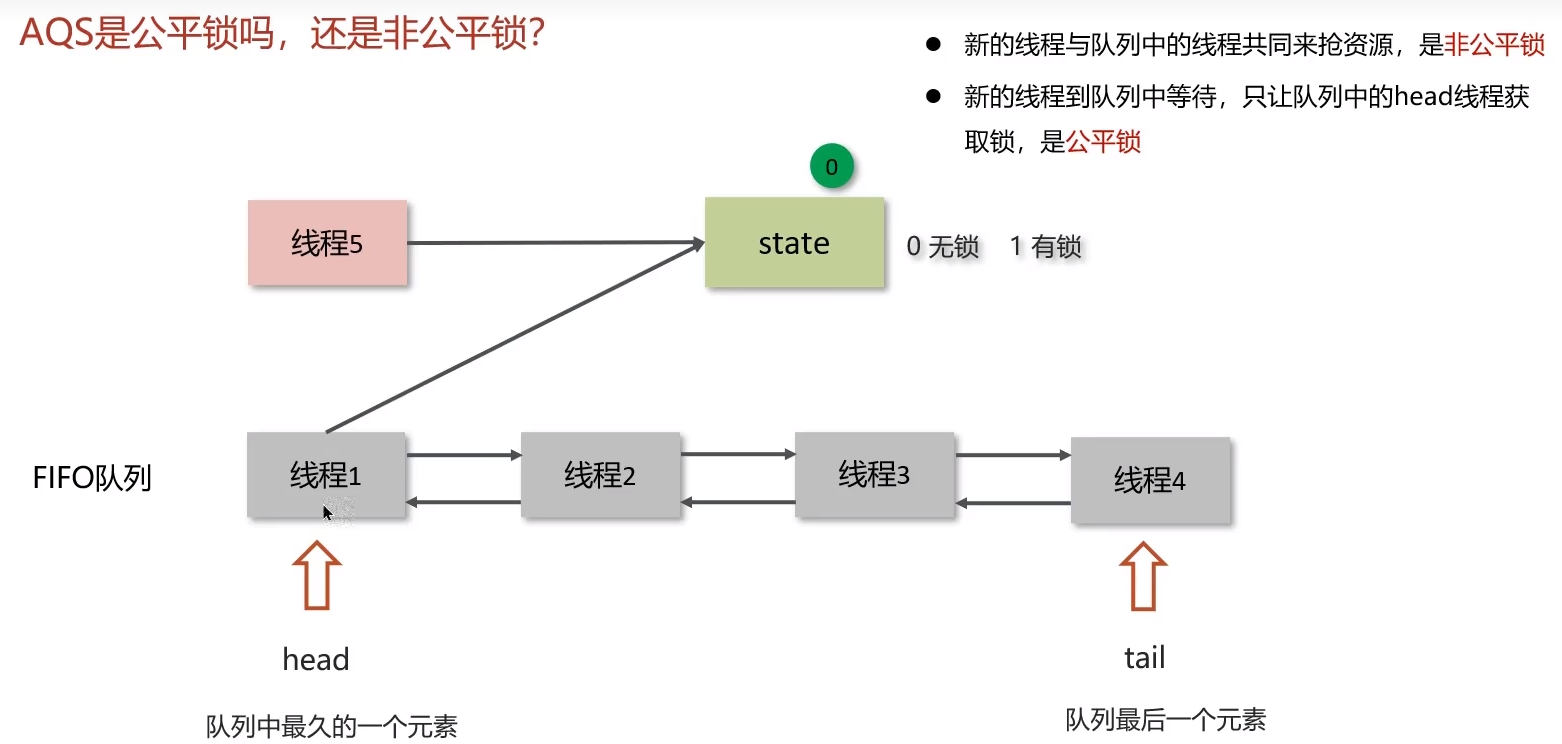 AQS是公平锁吗，还是非公平锁？
● 新的线程与队列中的线程共同来抢资源，是非公平锁
● 新的线程到队列中等待，只让队列中的head线程获
取锁，是公平锁
0
线程5
state
0 无锁 1 有锁
FIFO队列
线程1
线程2
线程3
线程4
head
tail
队列中最久的一个元素
队列最后一个元素